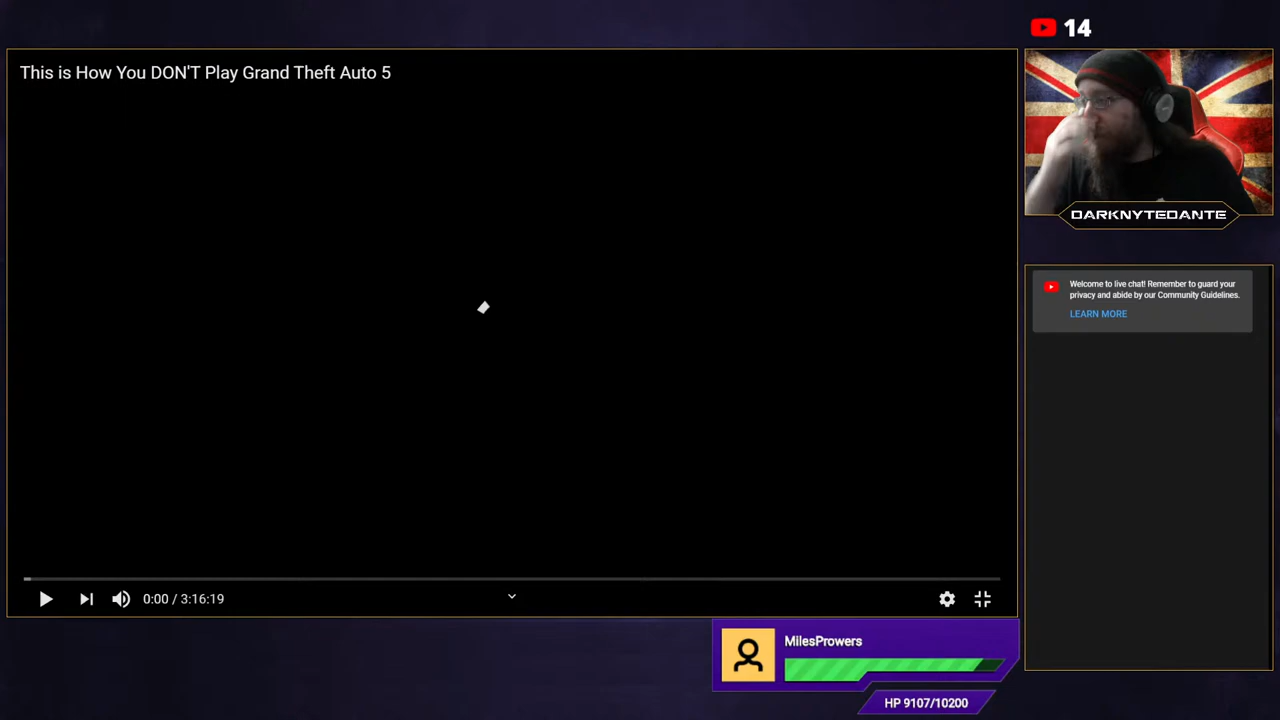 14
This is How You DON'T Play Grand Theft Auto 5
DARKNYTEDANTE
Welcome to live chat! Remember to guard your
privacy and abide by our Community Guidelines.
LEARN MORE
0:00 / 3:16:19
MilesProwers
HP 9107/10200